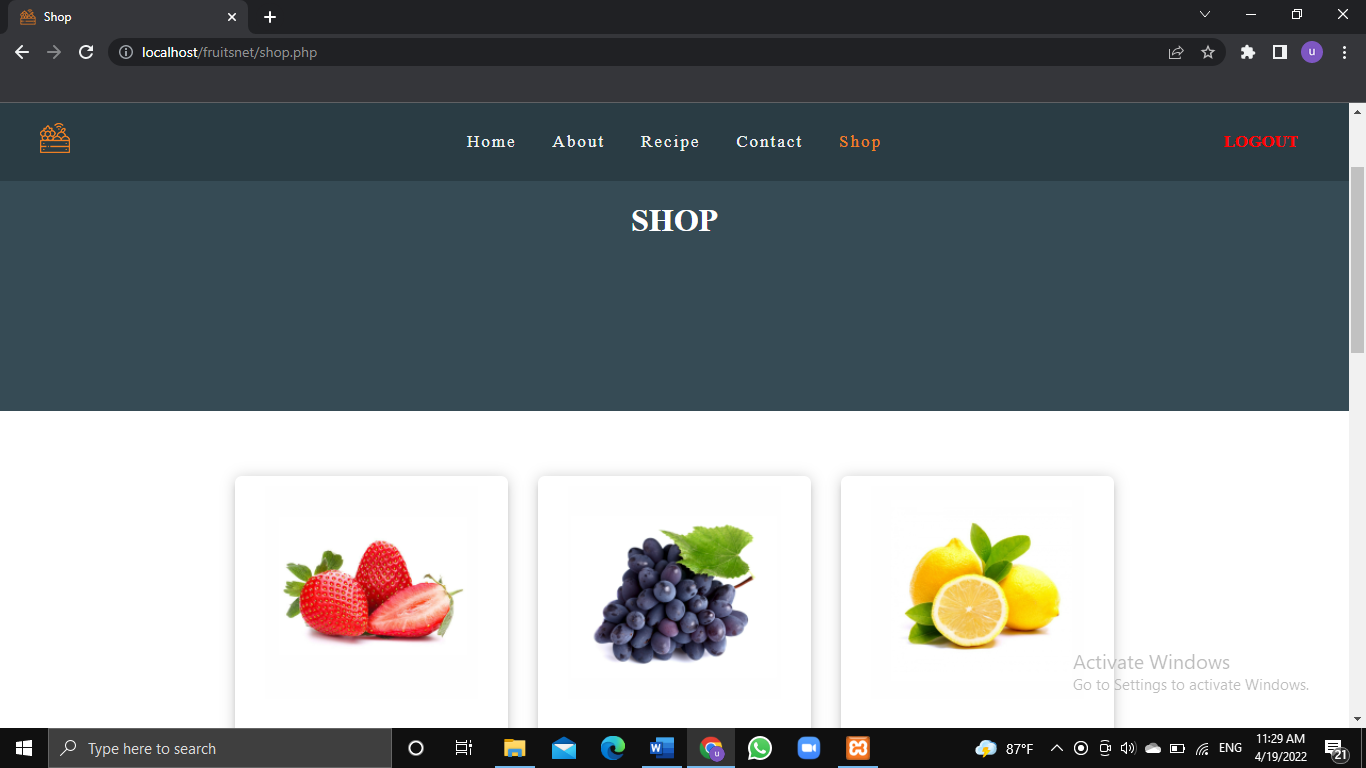 Shop
localhost/fruitsnet/shop.php
u
Home About Recipe Contact Shop LOGOUT
SHOP
Activate Windows
Go to Settings to activate Windows.
Type here to search
W
u
87°F
ENG
11:29 AM
4/19/2022
21